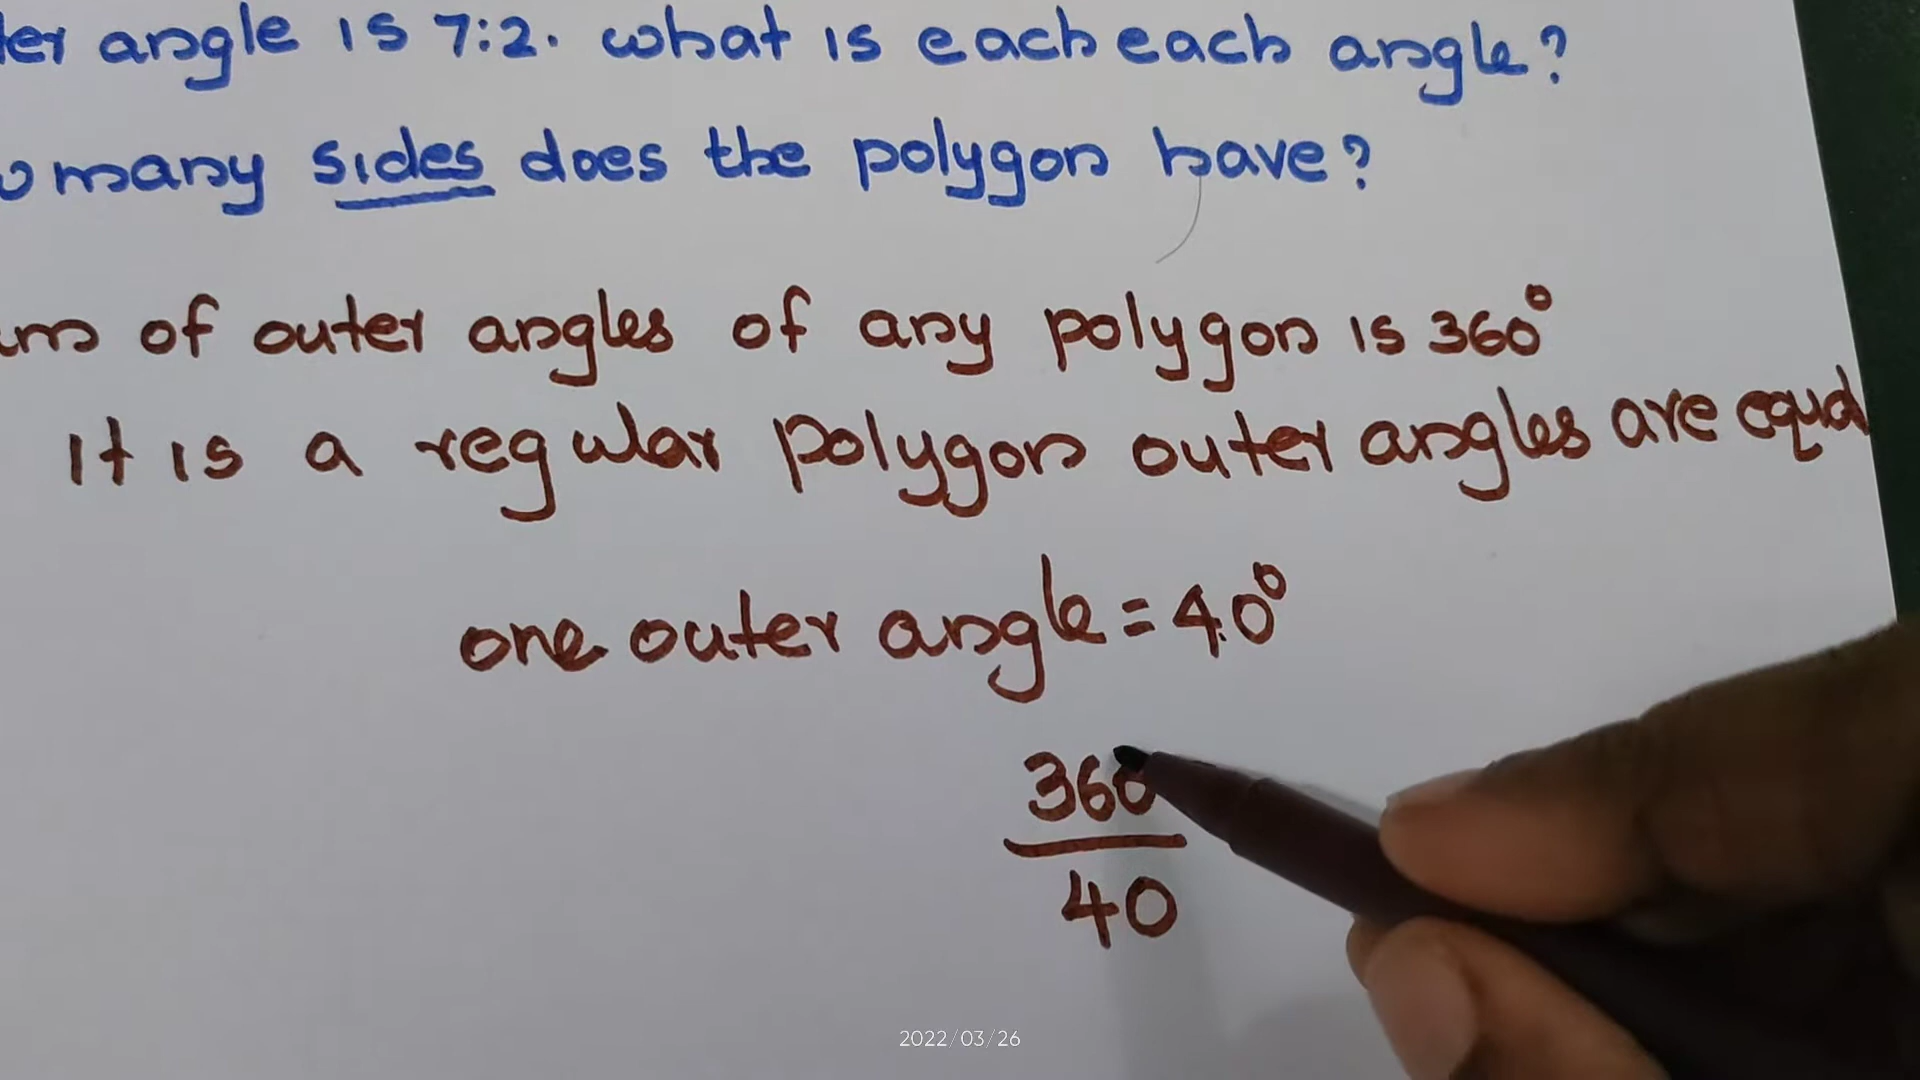 angle is 7:2. what is each each angle?
many sides does the polygon have?
of outer angles of any polygon is 360°
It is a regular polygon outer angles are equal
one outer angle = 40°
360
40
2022/03/26